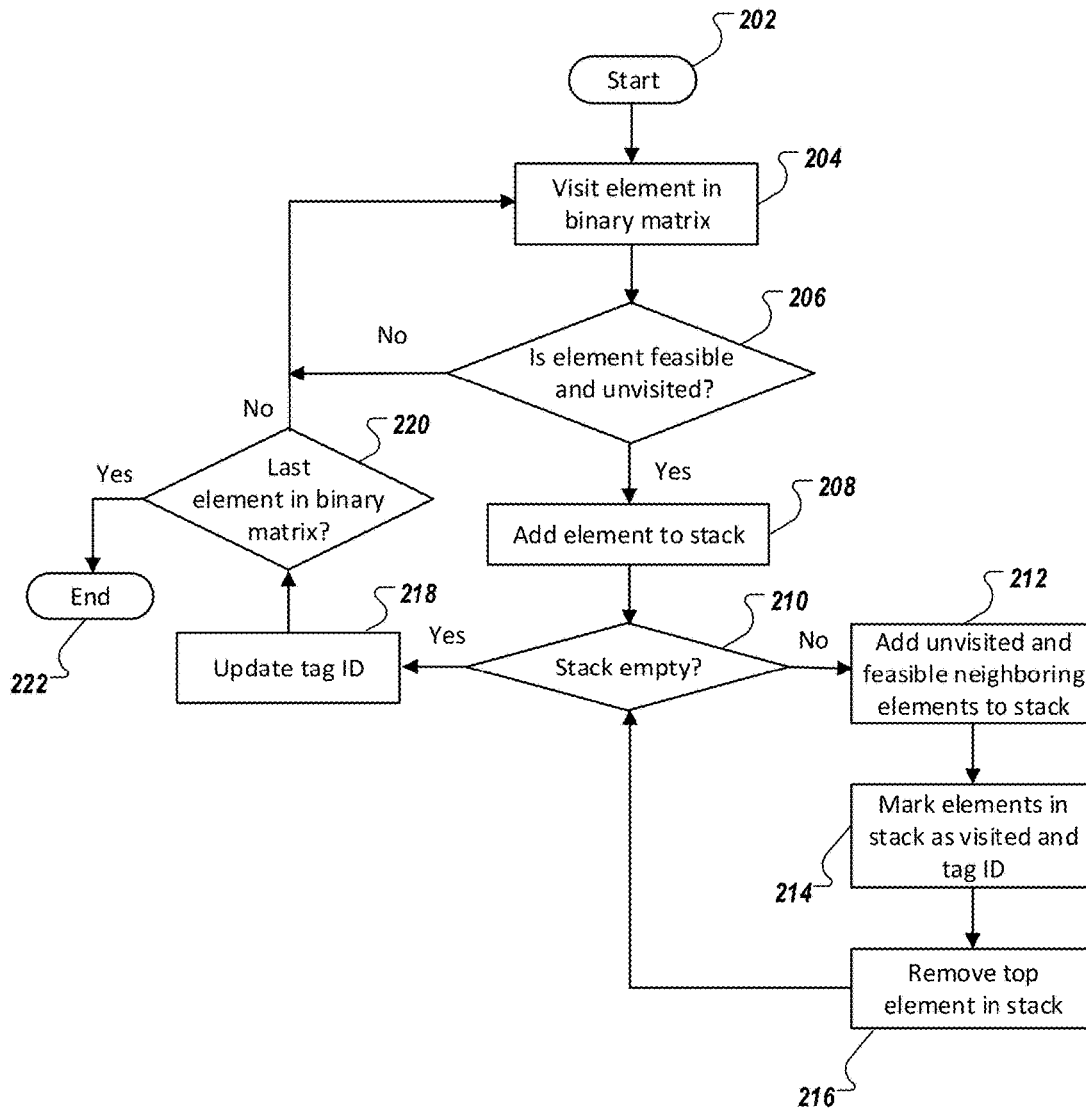 202
Start
204
Visit element in
binary matrix
206
No
Is element feasible
and unvisited?
No
220
Yes
Last
element in binary
matrix?
Yes
208
Add element to stack
End
222
218
Update tag ID
Yes
210
Stack empty?
No
212
Add unvisited and
feasible neighboring
elements to stack
Mark elements in
stack as visited and
tag ID
214
Remove top
element in stack
216